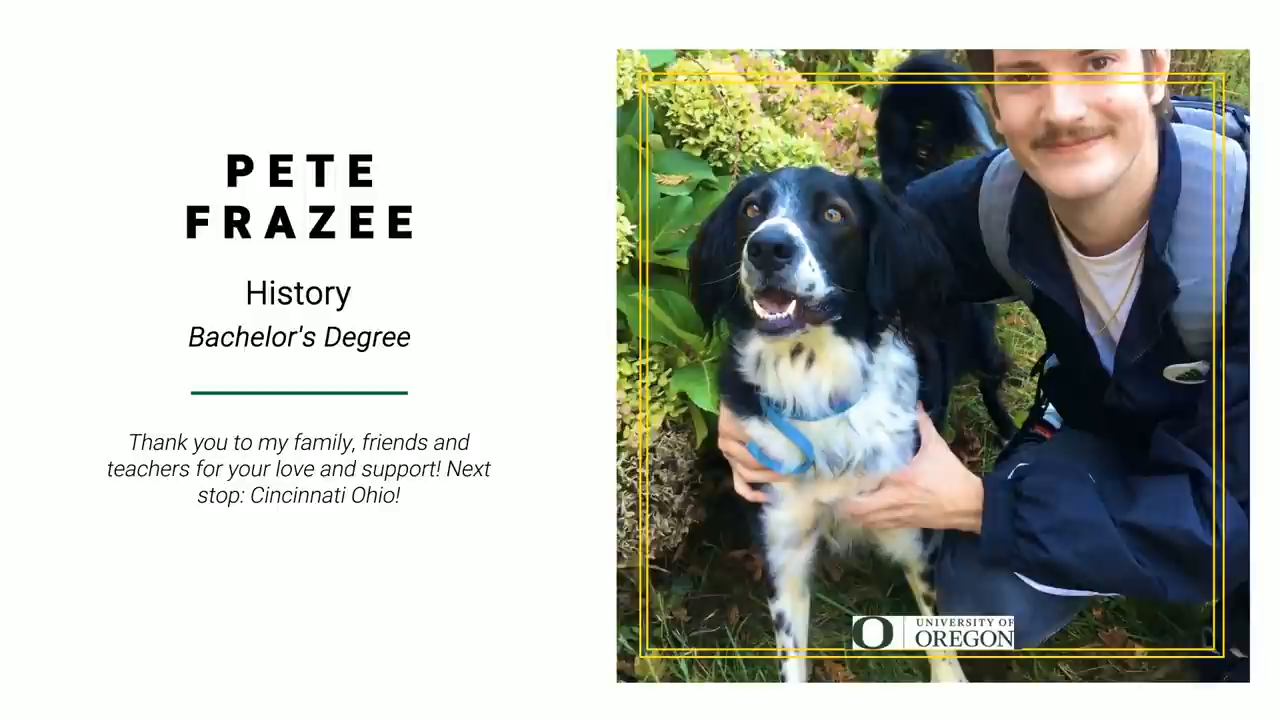 PETE
FRAZEE
History
Bachelor's Degree
Thank you to my family, friends and
teachers for your love and support! Next
stop: Cincinnati Ohio!
UNIVERSITY OF
OREGON